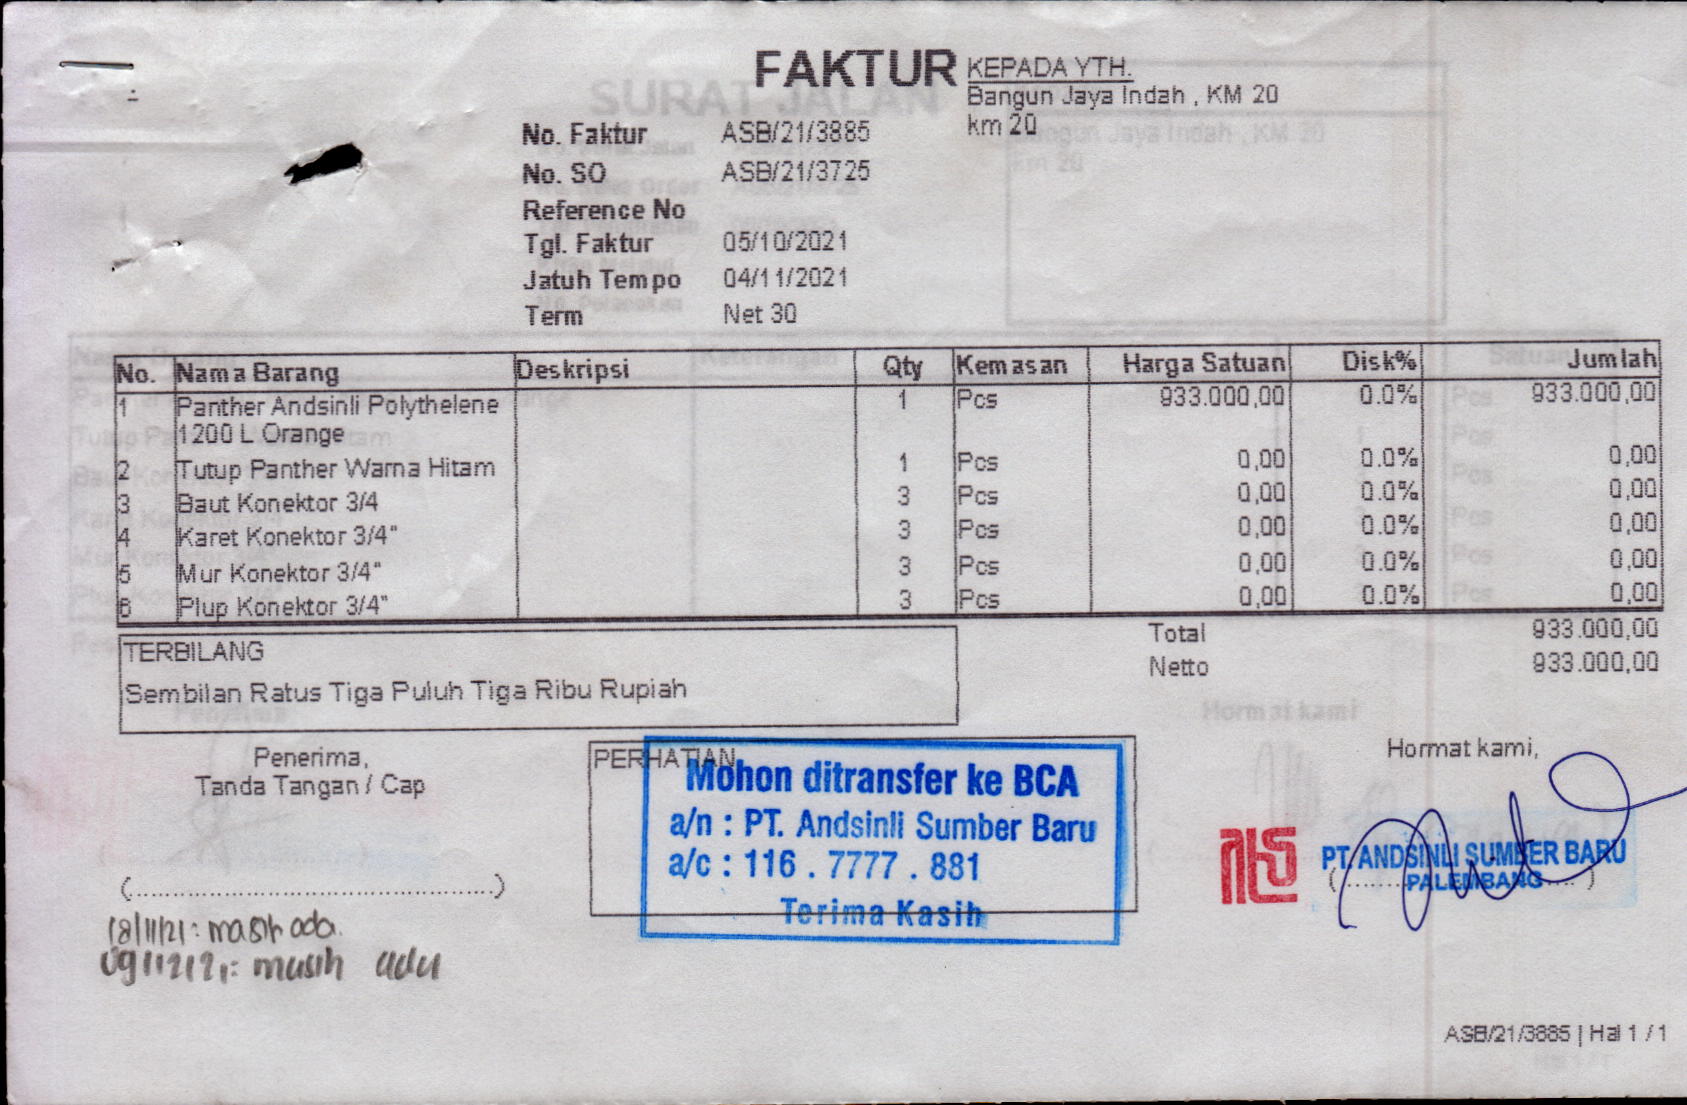 FAKTUR
KEPADA YTH.
Bangun Jaya Indah , KM 20
km 20
No. Faktur ASB/21/3885
No. SO ASB/21/3725
Reference No
Tgl. Faktur 05/10/2021
Jatuh Tempo 04/11/2021
Term Net 30
No. Nama Barang Deskripsi Qty Kemasan Harga Satuan Disk% Jumlah
1 Panther Andsinli Polythelene 1 Pcs 933.000,00 0.0% 933.000,00
1200 L Orange
2 Tutup Panther Warna Hitam 1 Pcs 0,00 0.0% 0,00
3 Baut Konektor 3/4 3 Pcs 0,00 0.0% 0,00
4 Karet Konektor 3/4" 3 Pcs 0,00 0.0% 0,00
5 Mur Konektor 3/4" 3 Pcs 0,00 0.0% 0,00
6 Plup Konektor 3/4" 3 Pcs 0,00 0.0% 0,00
Total 933.000,00
Netto 933.000,00
TERBILANG
Sembilan Ratus Tiga Puluh Tiga Ribu Rupiah
Penerima,
Tanda Tangan / Cap
(................................................)
18/11/21: masih ada.
09/12/21: masih ada
PERHATIAN
Mohon ditransfer ke BCA
a/n : PT. Andsinli Sumber Baru
a/c : 116 . 7777 . 881
Terima Kasih
Hormat kami,
PT. ANDSINLI SUMBER BARU
PALEMBANG
ASB/21/3885 | Hal 1 / 1